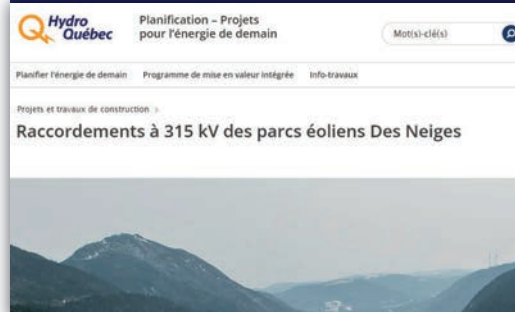 Hydro
Québec
Planification – Projets
pour l'énergie de demain
Mot(s)-clé(s)
Planifier l'énergie de demain Programme de mise en valeur intégrée Info-travaux
Projets et travaux de construction >
Raccordements à 315 kV des parcs éoliens Des Neiges